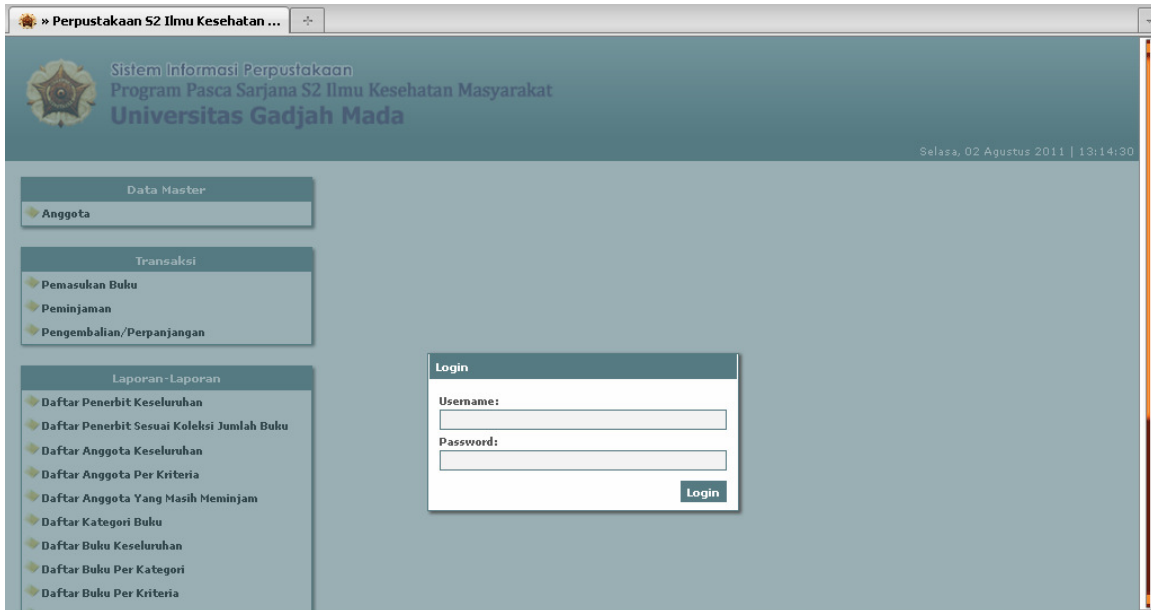 » Perpustakaan S2 Ilmu Kesehatan ...
Sistem Informasi Perpustakaan
Program Pasca Sarjana S2 Ilmu Kesehatan Masyarakat
Universitas Gadjah Mada
Selasa, 02 Agustus 2011 | 13:14:30
Data Master
Anggota
Transaksi
Pemasukan Buku
Peminjaman
Pengembalian/Perpanjangan
Laporan-Laporan
Daftar Penerbit Keseluruhan
Daftar Penerbit Sesuai Koleksi Jumlah Buku
Daftar Anggota Keseluruhan
Daftar Anggota Per Kriteria
Daftar Anggota Yang Masih Meminjam
Daftar Kategori Buku
Daftar Buku Keseluruhan
Daftar Buku Per Kategori
Daftar Buku Per Kriteria
Login
Username:
Password:
Login